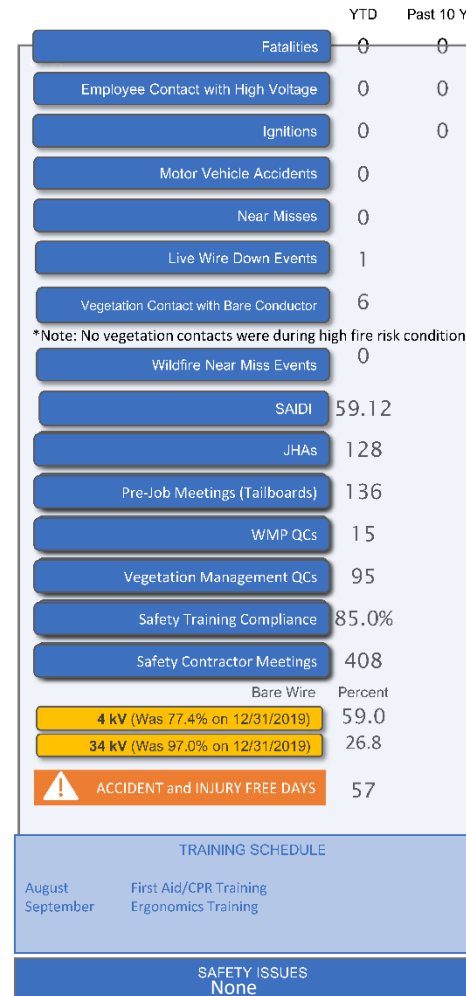 YTD Past 10 Y
Fatalities 0 0
Employee Contact with High Voltage 0 0
Ignitions 0 0
Motor Vehicle Accidents 0
Near Misses 0
Live Wire Down Events 1
Vegetation Contact with Bare Conductor 6
*Note: No vegetation contacts were during high fire risk condition
Wildfire Near Miss Events 0
SAIDI 59.12
JHAs 128
Pre-Job Meetings (Tailboards) 136
WMP QCs 15
Vegetation Management QCs 95
Safety Training Compliance 85.0%
Safety Contractor Meetings 408
Bare Wire Percent
4 kV (Was 77.4% on 12/31/2019) 59.0
34 kV (Was 97.0% on 12/31/2019) 26.8
ACCIDENT and INJURY FREE DAYS 57
TRAINING SCHEDULE
August First Aid/CPR Training
September Ergonomics Training
SAFETY ISSUES
None